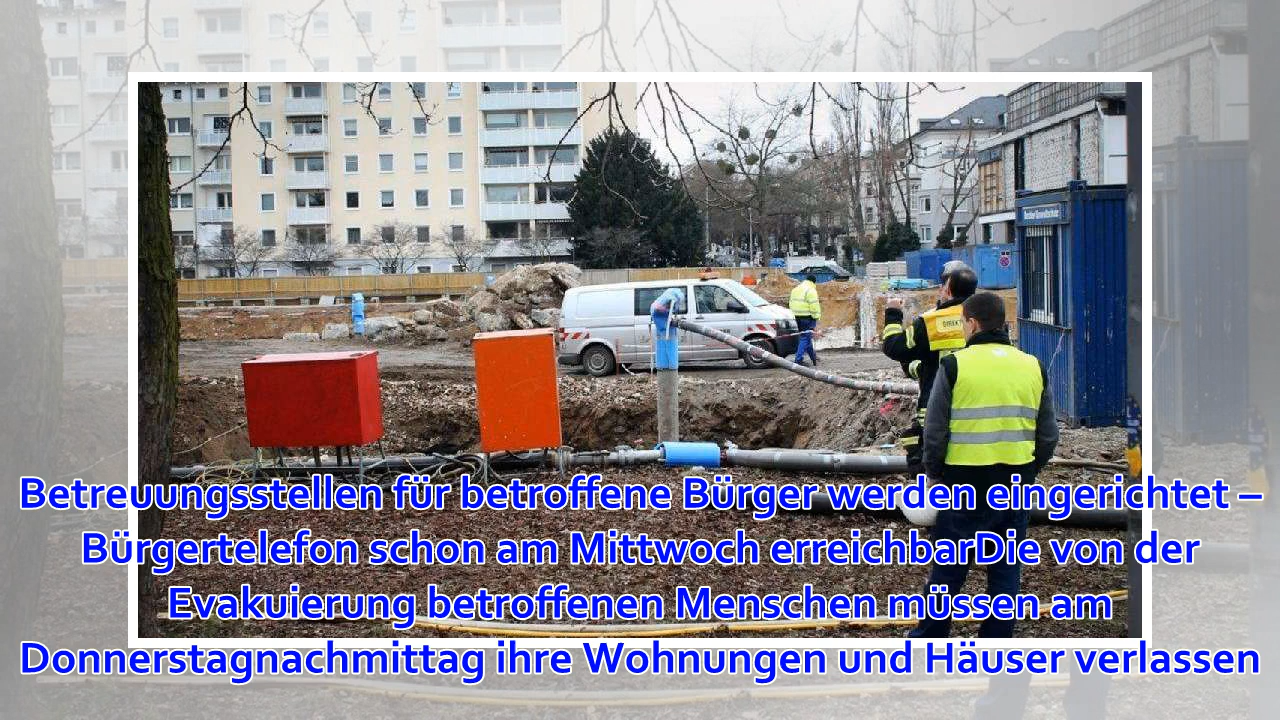 Betreuungsstellen für betroffene Bürger werden eingerichtet –
Bürgertelefon schon am Mittwoch erreichbarDie von der
Evakuierung betroffenen Menschen müssen am
Donnerstagnachmittag ihre Wohnungen und Häuser verlassen